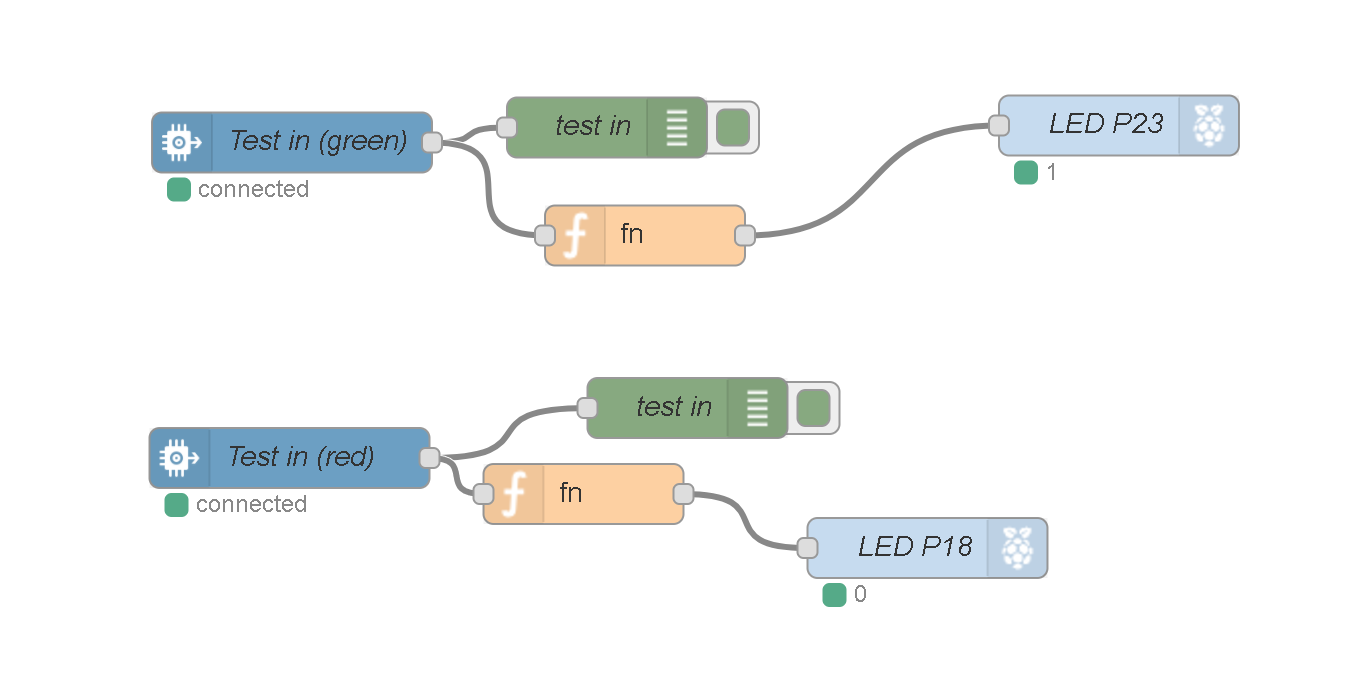 Test in (green)
connected
test in
fn
LED P23
1
Test in (red)
connected
test in
fn
LED P18
0